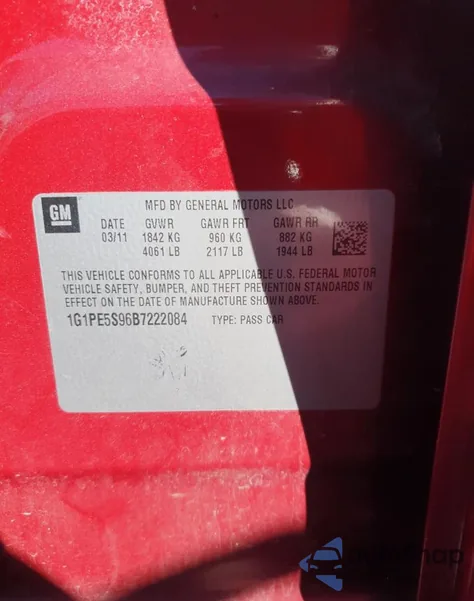 GM
MFD BY GENERAL MOTORS LLC
DATE GVWR GAWR FRT GAWR RR
03/11 1842 KG 960 KG 882 KG
4061 LB 2117 LB 1944 LB
THIS VEHICLE CONFORMS TO ALL APPLICABLE U.S. FEDERAL MOTOR
VEHICLE SAFETY, BUMPER, AND THEFT PREVENTION STANDARDS IN
EFFECT ON THE DATE OF MANUFACTURE SHOWN ABOVE.
1G1PE5S96B7222084 TYPE: PASS CAR